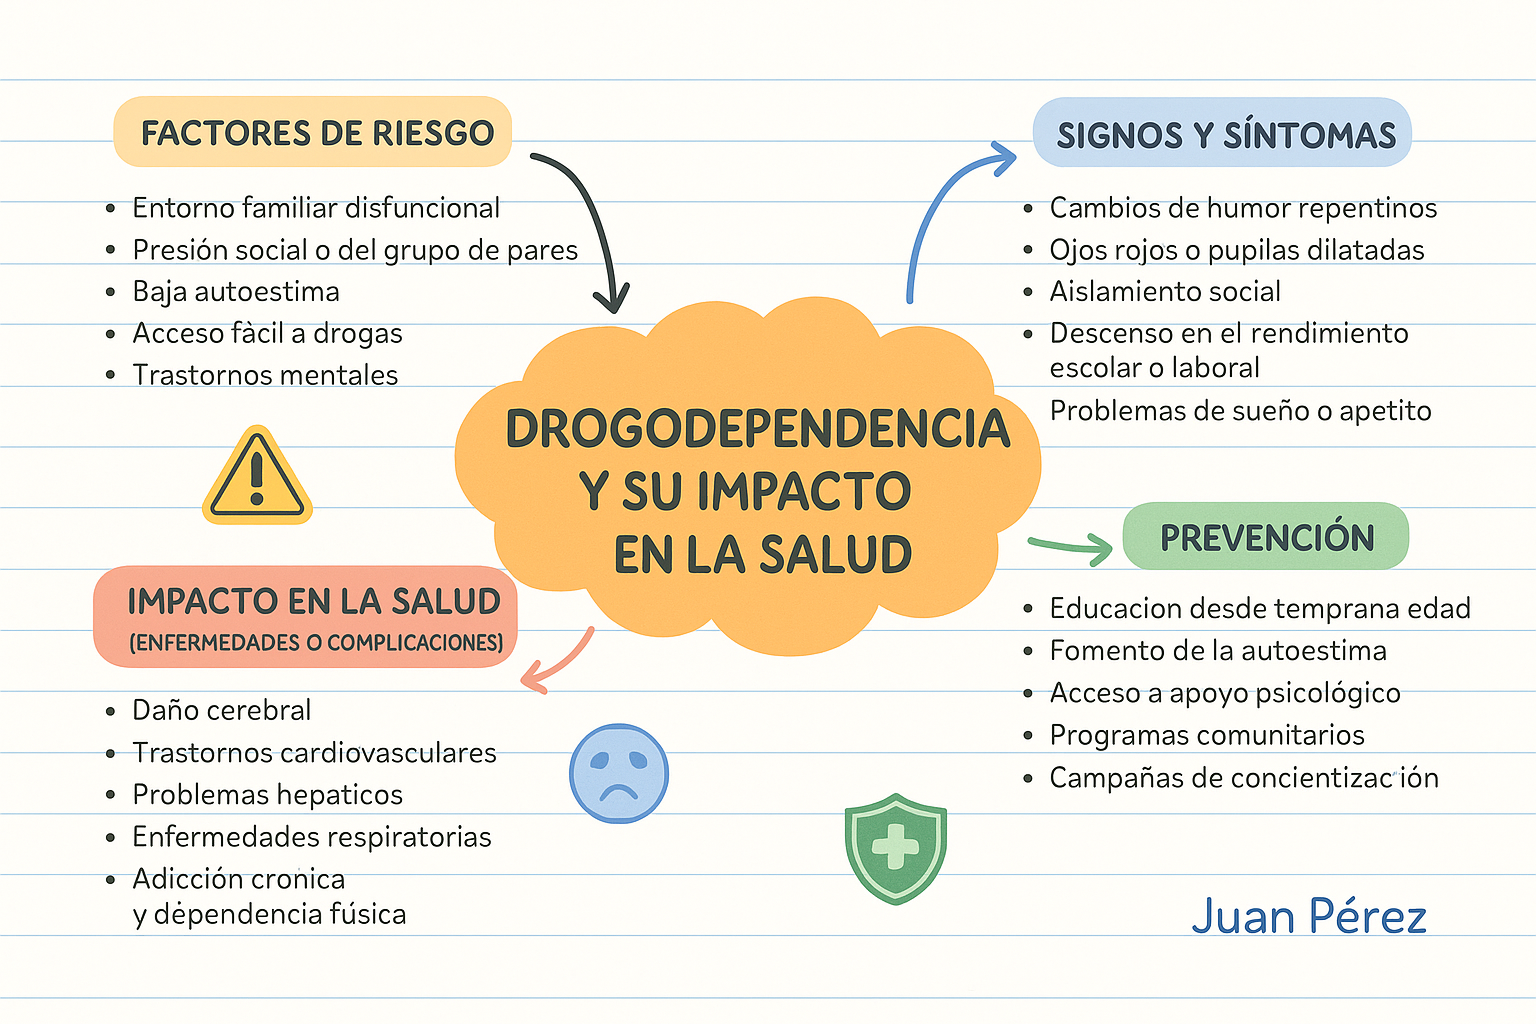 FACTORES DE RIESGO
• Entorno familiar disfuncional
• Presión social o del grupo de pares
• Baja autoestima
• Acceso fàcil a drogas
• Trastornos mentales
SIGNOS Y SÍNTOMAS
• Cambios de humor repentinos
• Ojos rojos o pupilas dilatadas
• Aislamiento social
• Descenso en el rendimiento
escolar o laboral
Problemas de sueño o apetito
DROGODEPENDENCIA
Y SU IMPACTO
EN LA SALUD
IMPACTO EN LA SALUD
(ENFERMEDADES O COMPLICACIONES)
• Daño cerebral
• Trastornos cardiovasculares
• Problemas hepaticos
• Enfermedades respiratorias
• Adicción cronica
y dependencia fúsica
PREVENCIÓN
• Educacion desde temprana edad
• Fomento de la autoestima
• Acceso a apoyo psicológico
• Programas comunitarios
• Campañas de concientización
Juan Pérez